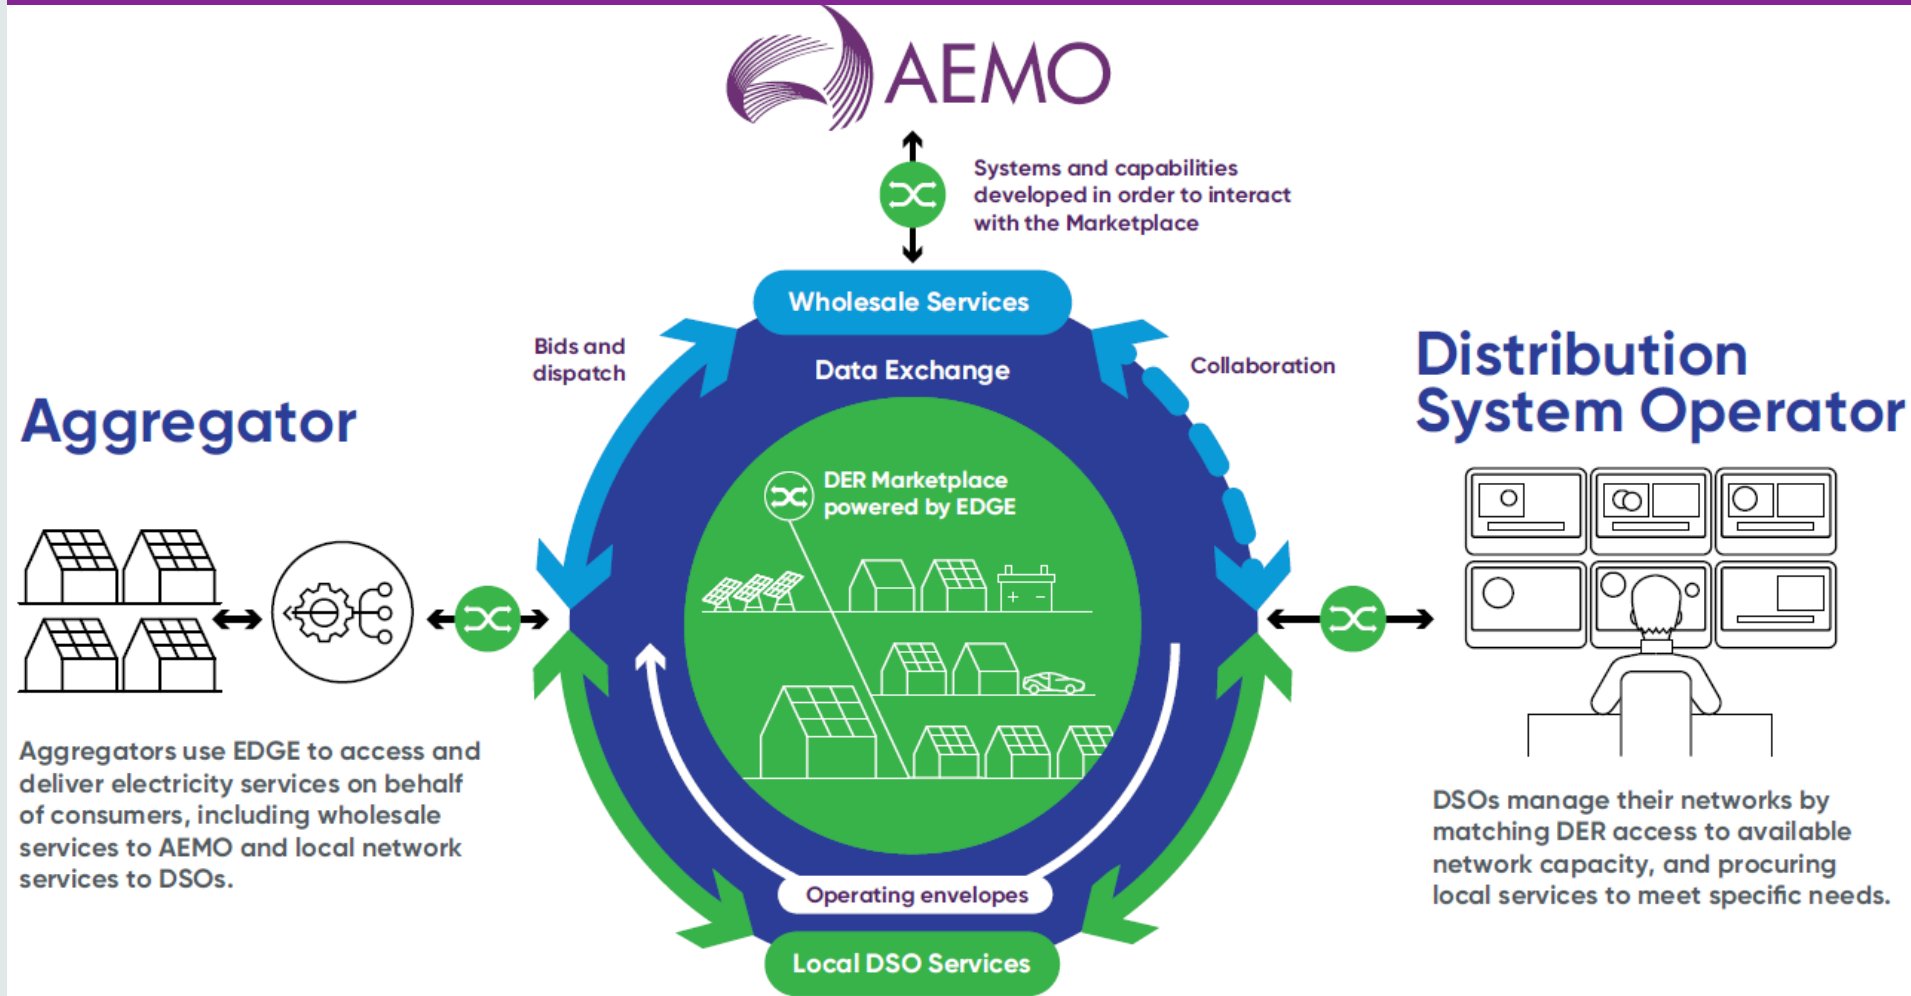 AEMO
Systems and capabilities
developed in order to interact
with the Marketplace
Wholesale Services
Bids and
dispatch
Data Exchange
Collaboration
Distribution
System Operator
Aggregator
DER Marketplace
powered by EDGE
Aggregators use EDGE to access and
deliver electricity services on behalf
of consumers, including wholesale
services to AEMO and local network
services to DSOs.
DSOs manage their networks by
matching DER access to available
network capacity, and procuring
local services to meet specific needs.
Operating envelopes
Local DSO Services